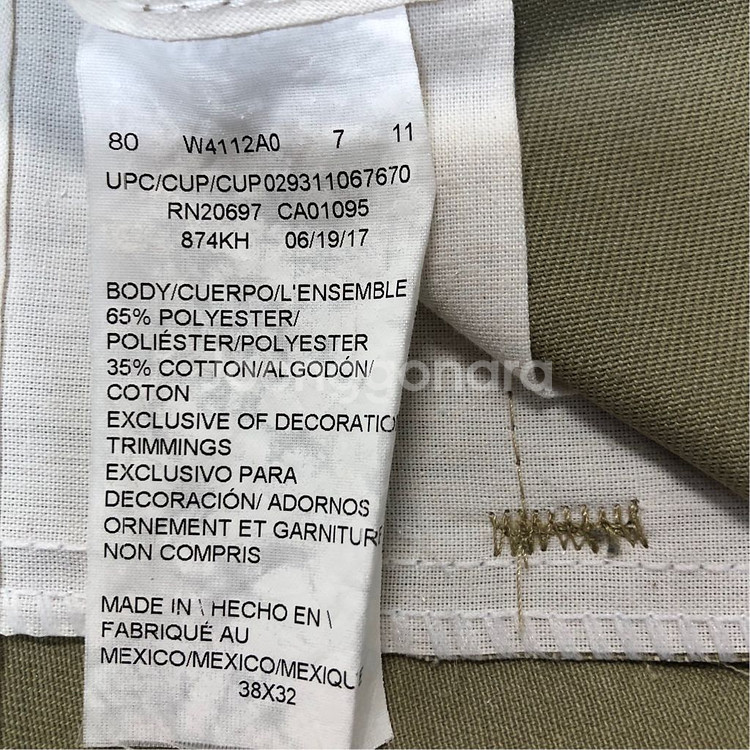 80 W4112A0 7 11
UPC/CUP/CUP029311067670
RN20697 CA01095
874KH 06/19/17
BODY/CUERPO/L'ENSEMBLE
65% POLYESTER/
POLIÉSTER/POLYESTER
35% COTTON/ALGODÓN/
COTON
EXCLUSIVE OF DECORATIO
TRIMMINGS
EXCLUSIVO PARA
DECORACIÓN/ ADORNOS
ORNEMENT ET GARNITURE
NON COMPRIS
MADE IN \ HECHO EN \
FABRIQUÉ AU
MEXICO/MEXICO/MEXIQU
38X32